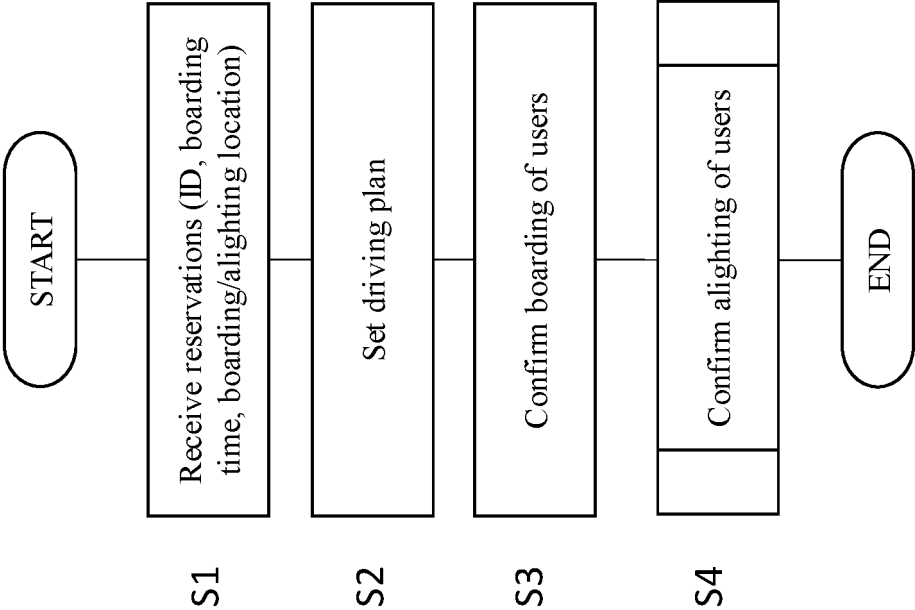 START
S1
Receive reservations (ID, boarding
time, boarding/alighting location)
S2
Set driving plan
S3
Confirm boarding of users
S4
Confirm alighting of users
END